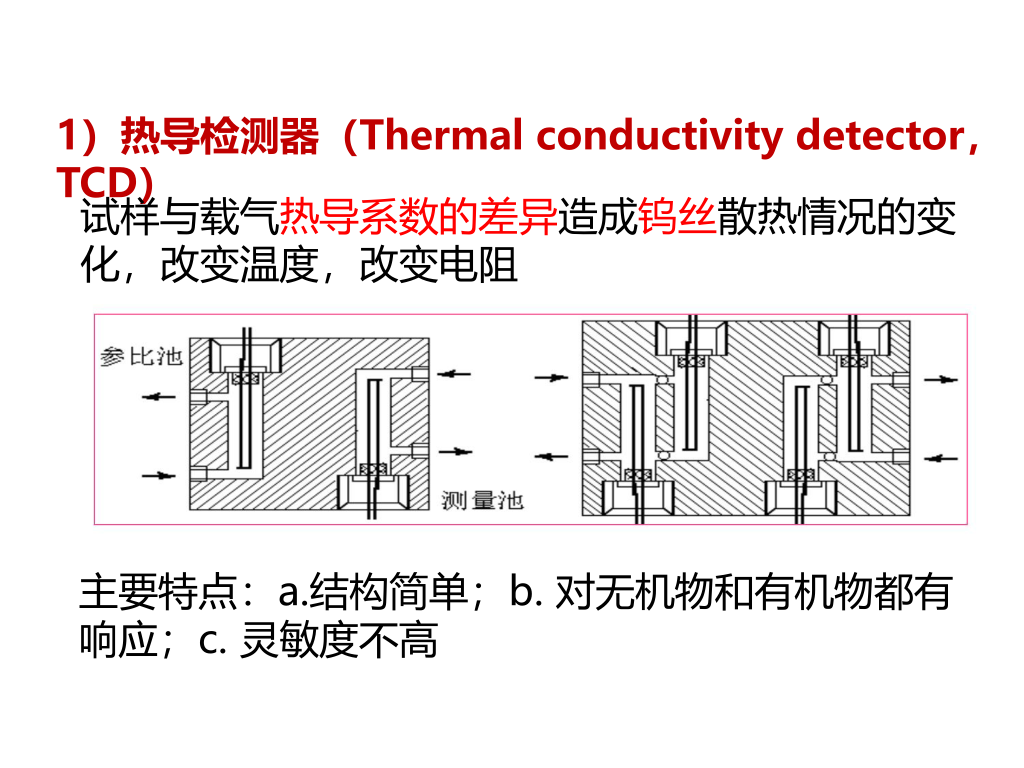 1）热导检测器（Thermal conductivity detector，
TCD）
试样与载气热导系数的差异造成钨丝散热情况的变
化，改变温度，改变电阻
参比池
测量池
主要特点：a.结构简单；b. 对无机物和有机物都有
响应；c. 灵敏度不高